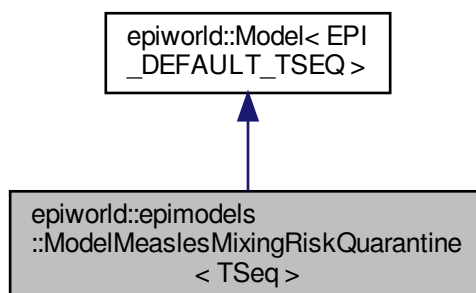 epiworld::Model< EPI
_DEFAULT_TSEQ >
epiworld::epimodels
::ModelMeaslesMixingRiskQuarantine
< TSeq >